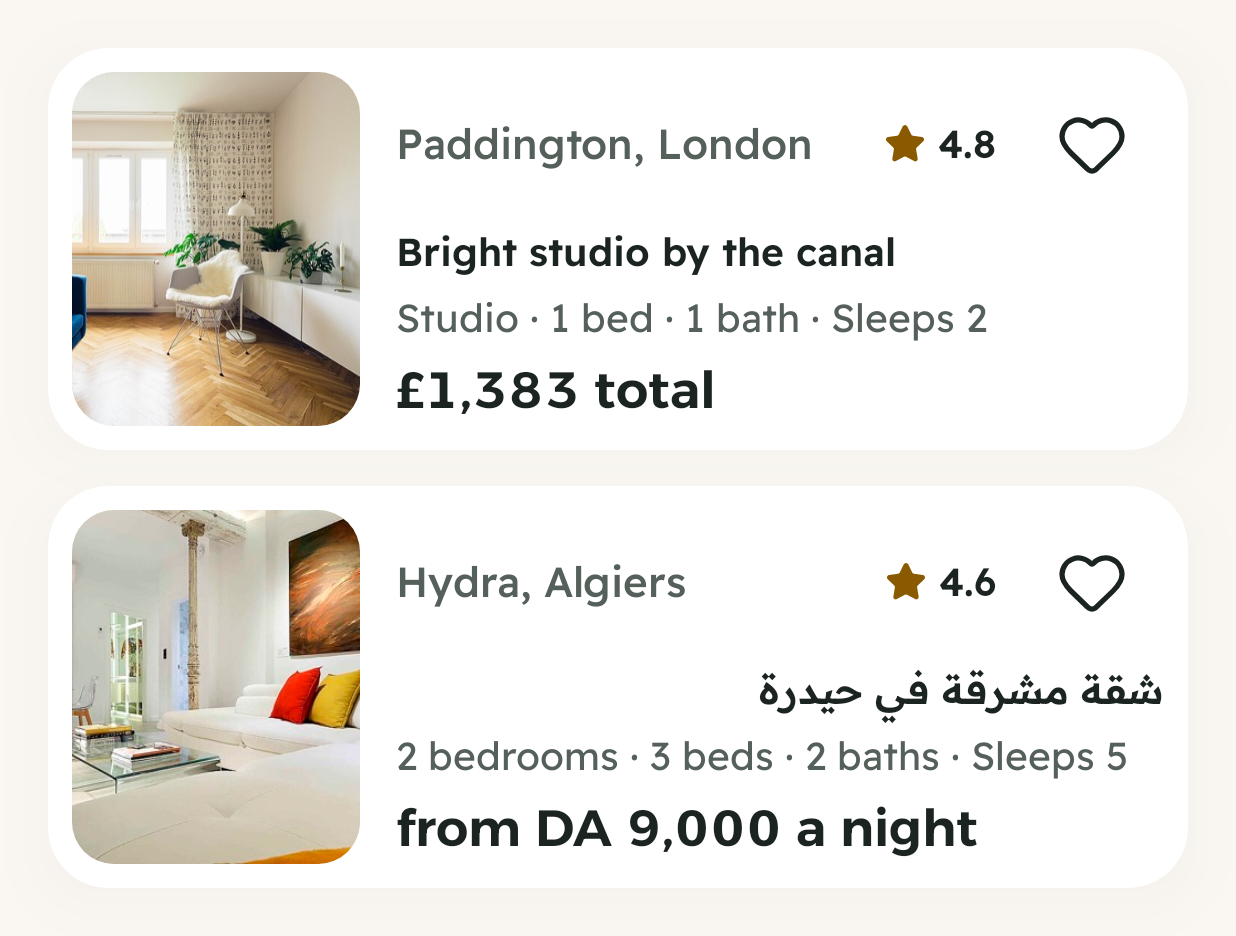 Paddington, London 4.8
Bright studio by the canal
Studio · 1 bed · 1 bath · Sleeps 2
£1,383 total
Hydra, Algiers 4.6
شقة مشرقة في حيدرة
2 bedrooms · 3 beds · 2 baths · Sleeps 5
from DA 9,000 a night